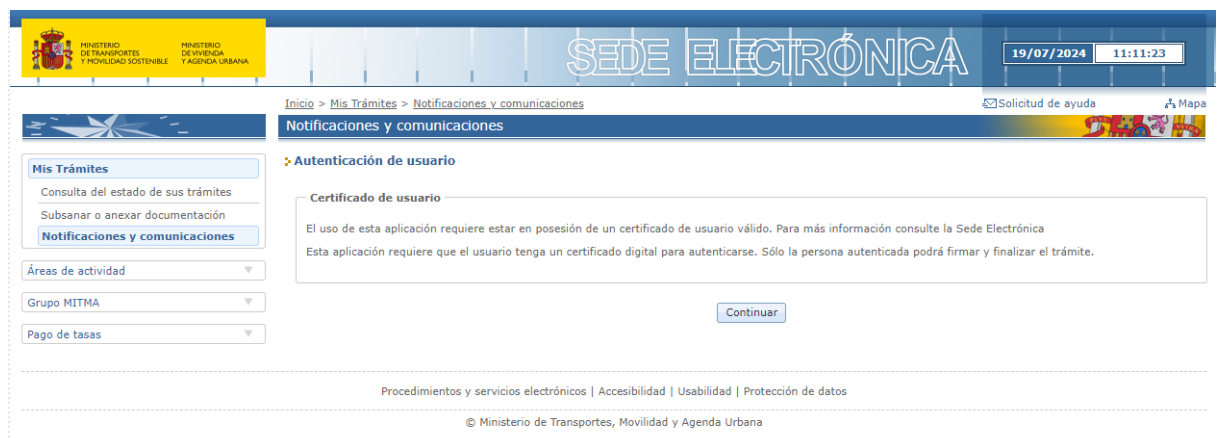 MINISTERIO
DE TRANSPORTES
Y MOVILIDAD SOSTENIBLE
MINISTERIO
DE VIVIENDA
Y AGENDA URBANA
SEDE ELECTRÓNICA
19/07/2024 11:11:23
Inicio > Mis Trámites > Notificaciones y comunicaciones
Solicitud de ayuda
Mapa
Notificaciones y comunicaciones
Mis Trámites
Consulta del estado de sus trámites
Subsanar o anexar documentación
Notificaciones y comunicaciones
Áreas de actividad
Grupo MITMA
Pago de tasas
Autenticación de usuario
Certificado de usuario
El uso de esta aplicación requiere estar en posesión de un certificado de usuario válido. Para más información consulte la Sede Electrónica
Esta aplicación requiere que el usuario tenga un certificado digital para autenticarse. Sólo la persona autenticada podrá firmar y finalizar el trámite.
Continuar
Procedimientos y servicios electrónicos | Accesibilidad | Usabilidad | Protección de datos
© Ministerio de Transportes, Movilidad y Agenda Urbana